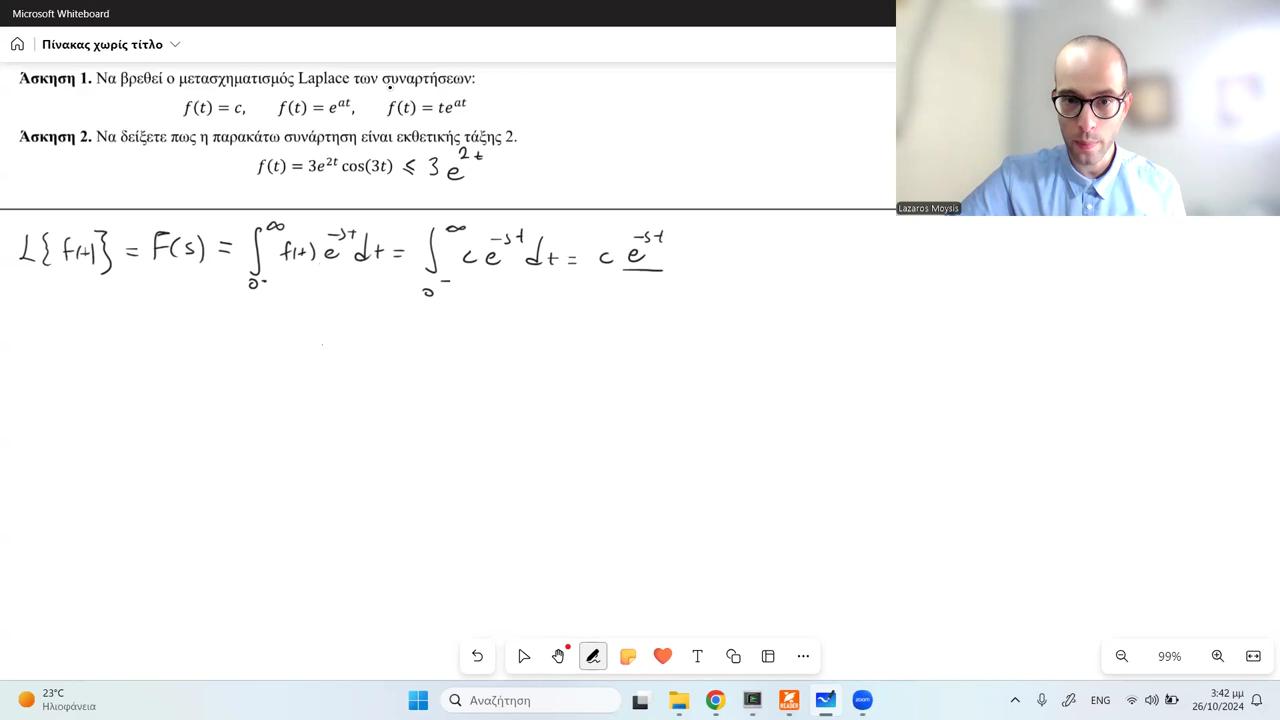 Microsoft Whiteboard
Πίνακας χωρίς τίτλο
Άσκηση 1. Να βρεθεί ο μετασχηματισμός Laplace των συναρτήσεων:
f(t) = c, f(t) = e^{at}, f(t) = te^{at}
Άσκηση 2. Να δείξετε πως η παρακάτω συνάρτηση είναι εκθετικής τάξης 2.
f(t) = 3e^{2t} cos(3t) ⩽ 3 e^{2t}
Lazaros Moysis
L{f(t)} = F(s) = ∫_{0^-}^{∞} f(t) e^{-st} dt = ∫_{0^-}^{∞} c e^{-st} dt = c e^{-st}
99%
23°C
Ηλιοφάνεια
Αναζήτηση
READER
zoom
ENG
3:42 μμ
26/10/2024